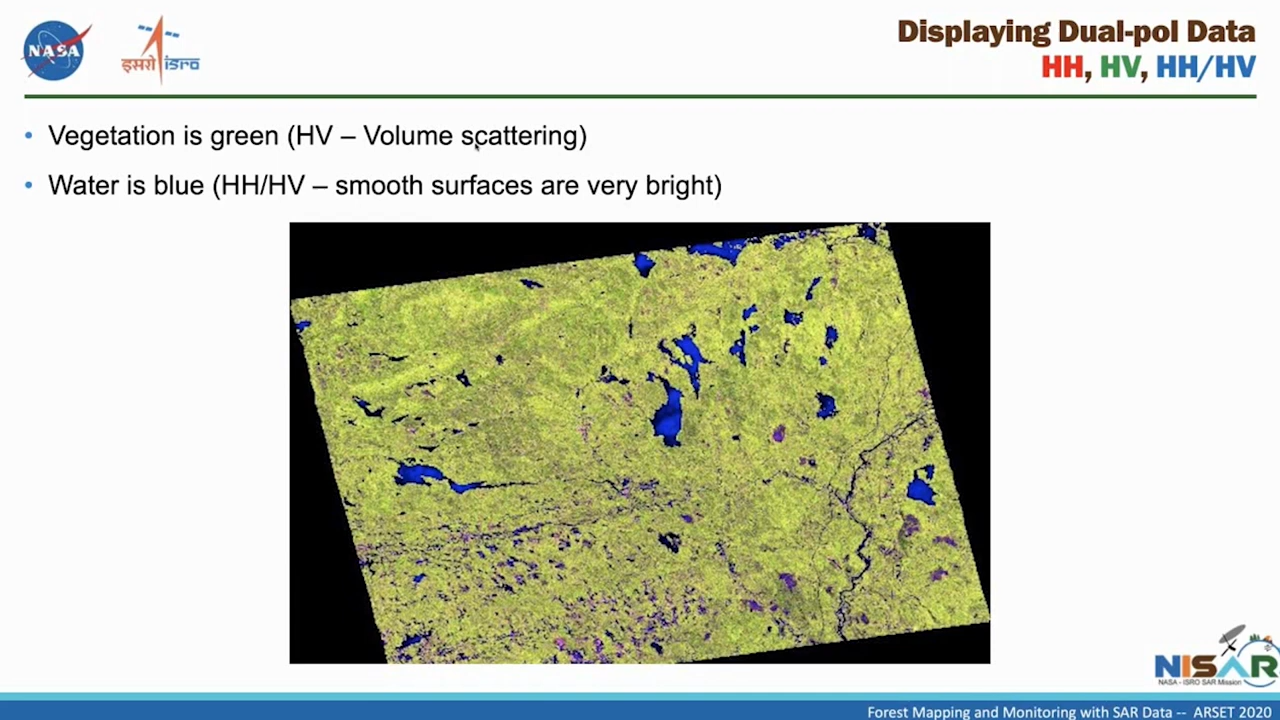 NASA
इसरो isro
Displaying Dual-pol Data
HH, HV, HH/HV
• Vegetation is green (HV – Volume scattering)
• Water is blue (HH/HV – smooth surfaces are very bright)
NISAR
NASA - ISRO SAR Mission
Forest Mapping and Monitoring with SAR Data -- ARSET 2020